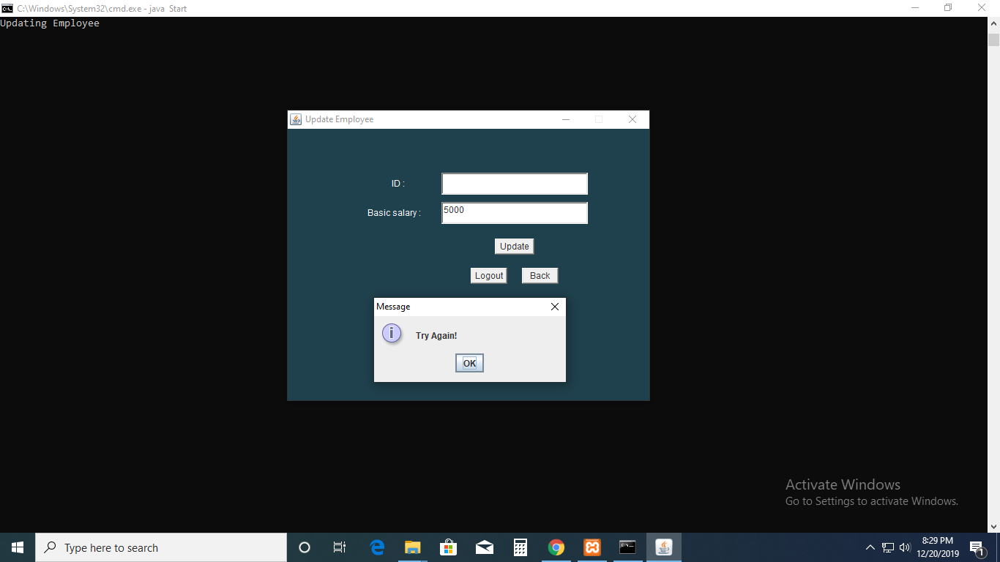 C:\Windows\System32\cmd.exe - java  Start
Updating Employee
Update Employee
ID :
Basic salary :
5000
Update
Logout
Back
Message
Try Again!
OK
Activate Windows
Go to Settings to activate Windows.
Type here to search
8:29 PM
12/20/2019
1